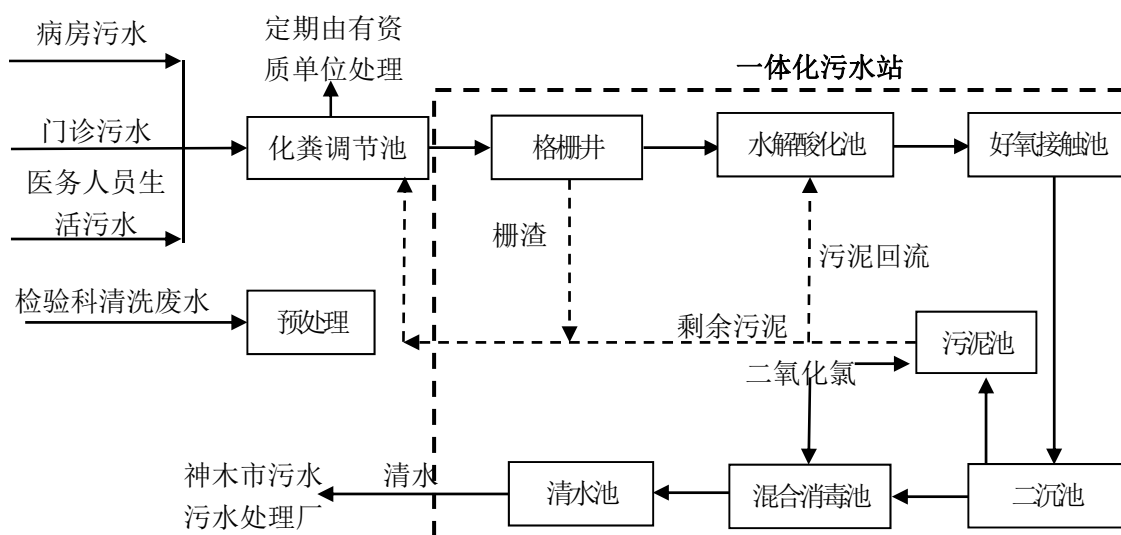 病房污水
定期由有资
质单位处理
一体化污水站
门诊污水
化粪调节池
格栅井
水解酸化池
好氧接触池
医务人员生
活污水
栅渣
污泥回流
检验科清洗废水
预处理
剩余污泥
污泥池
二氧化氯
神木市污水
污水处理厂
清水
清水池
混合消毒池
二沉池